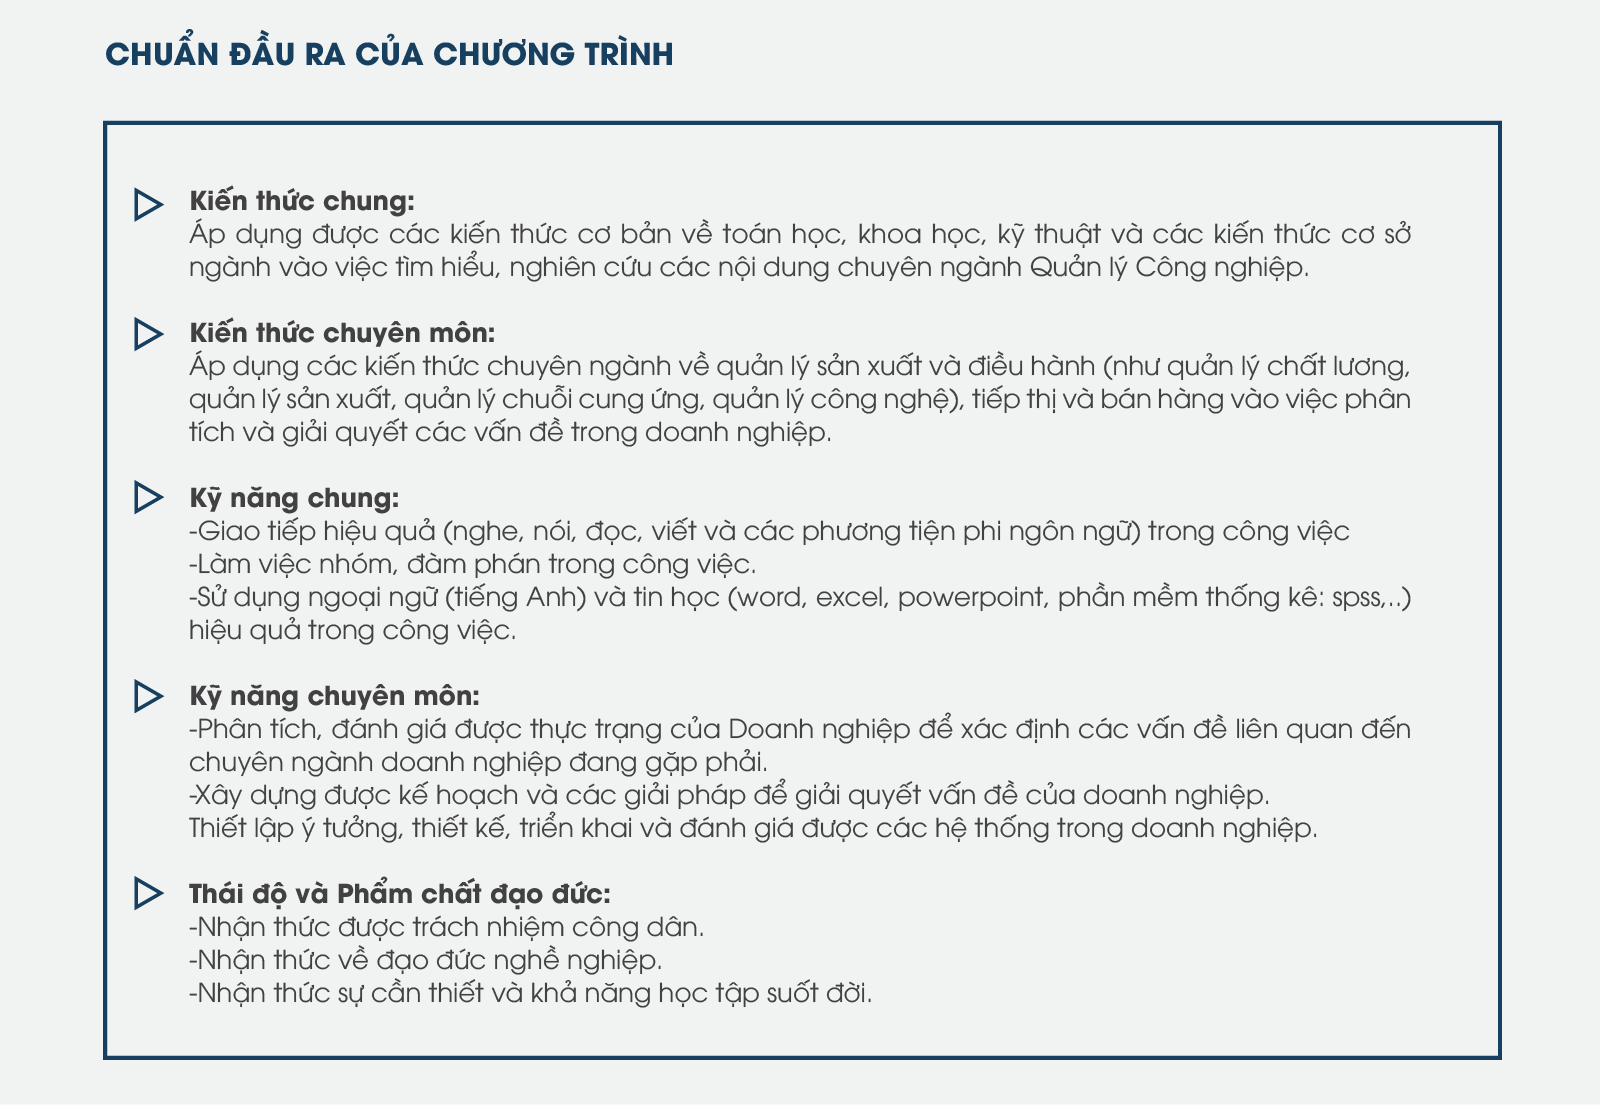 CHUẨN ĐẦU RA CỦA CHƯƠNG TRÌNH
Kiến thức chung:
Áp dụng được các kiến thức cơ bản về toán học, khoa học, kỹ thuật và các kiến thức cơ sở
ngành vào việc tìm hiểu, nghiên cứu các nội dung chuyên ngành Quản lý Công nghiệp.
Kiến thức chuyên môn:
Áp dụng các kiến thức chuyên ngành về quản lý sản xuất và điều hành (như quản lý chất lương,
quản lý sản xuất, quản lý chuỗi cung ứng, quản lý công nghệ), tiếp thị và bán hàng vào việc phân
tích và giải quyết các vấn đề trong doanh nghiệp.
Kỹ năng chung:
-Giao tiếp hiệu quả (nghe, nói, đọc, viết và các phương tiện phi ngôn ngữ) trong công việc
-Làm việc nhóm, đàm phán trong công việc.
-Sử dụng ngoại ngữ (tiếng Anh) và tin học (word, excel, powerpoint, phần mềm thống kê: spss,..)
hiệu quả trong công việc.
Kỹ năng chuyên môn:
-Phân tích, đánh giá được thực trạng của Doanh nghiệp để xác định các vấn đề liên quan đến
chuyên ngành doanh nghiệp đang gặp phải.
-Xây dựng được kế hoạch và các giải pháp để giải quyết vấn đề của doanh nghiệp.
Thiết lập ý tưởng, thiết kế, triển khai và đánh giá được các hệ thống trong doanh nghiệp.
Thái độ và Phẩm chất đạo đức:
-Nhận thức được trách nhiệm công dân.
-Nhận thức về đạo đức nghề nghiệp.
-Nhận thức sự cần thiết và khả năng học tập suốt đời.